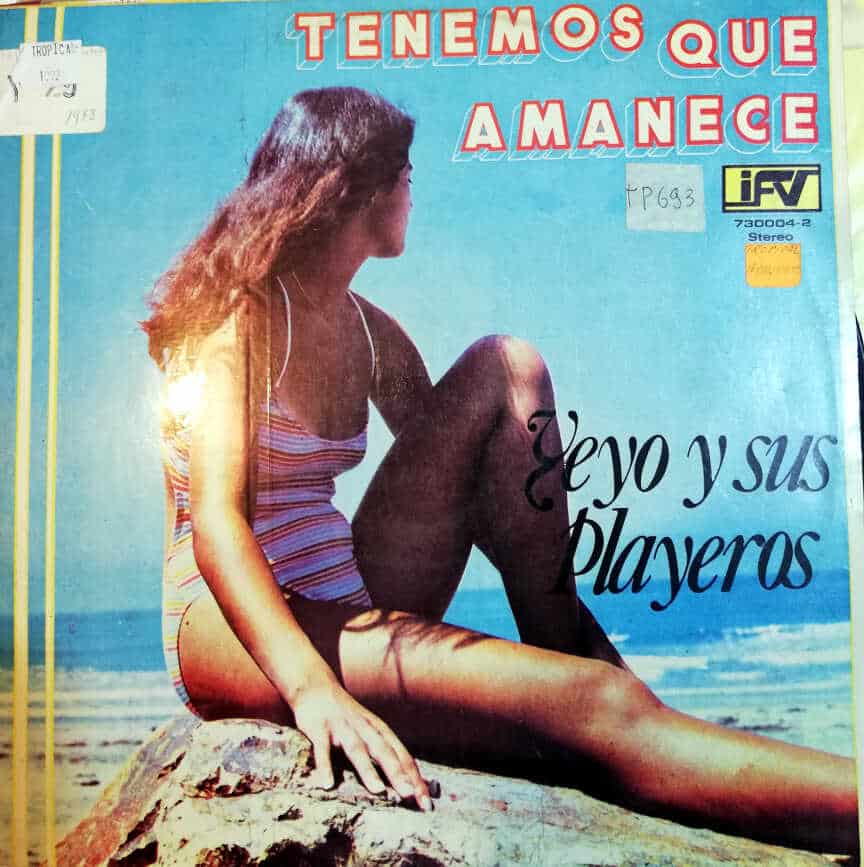 TROPICAL
1983
TENEMOS QUE
AMANECE
TP693
IFV
730004-2
Stereo
Yeyo y sus
Playeros